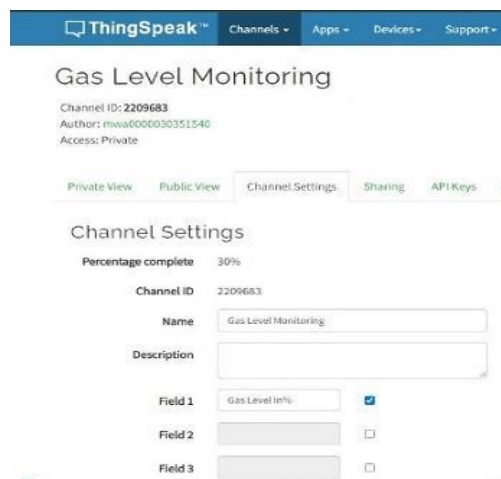 ThingSpeak™ Channels Apps Devices Support
Gas Level Monitoring
Channel ID: 2209683
Author: mwa0000030351540
Access: Private
Private View Public View Channel Settings Sharing API Keys
Channel Settings
Percentage complete 30%
Channel ID 2209683
Name Gas Level Monitoring
Description
Field 1 Gas Level In%
Field 2
Field 3